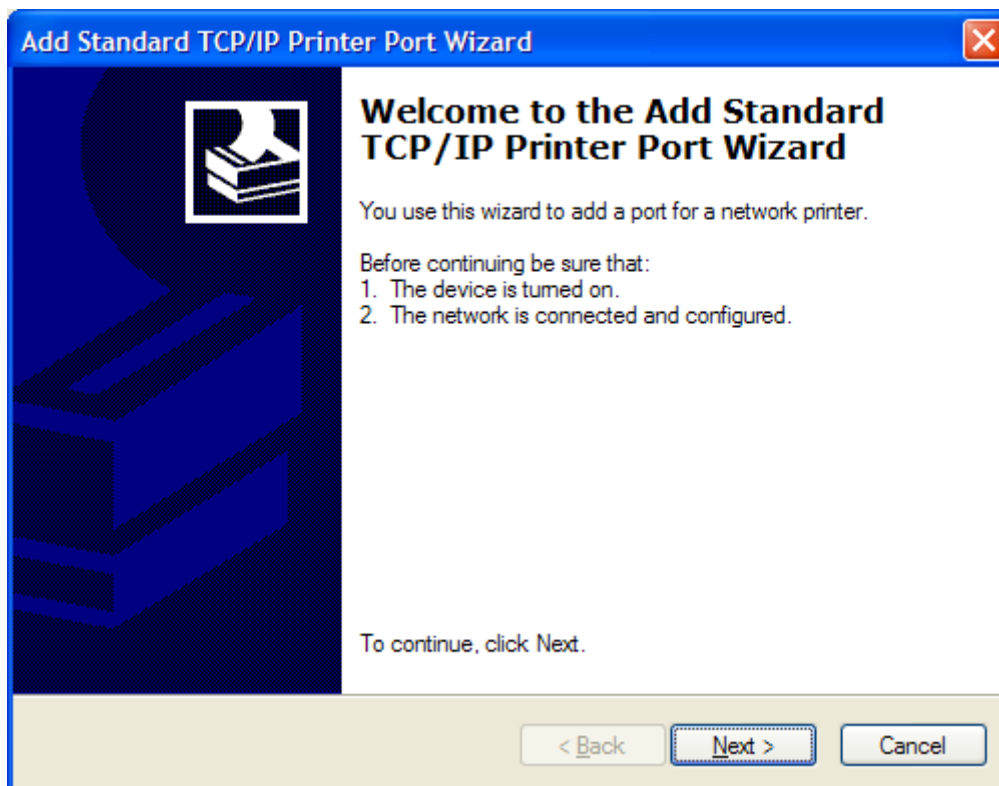 Add Standard TCP/IP Printer Port Wizard
Welcome to the Add Standard
TCP/IP Printer Port Wizard
You use this wizard to add a port for a network printer.
Before continuing be sure that:
1. The device is turned on.
2. The network is connected and configured.
To continue, click Next.
< Back Next > Cancel